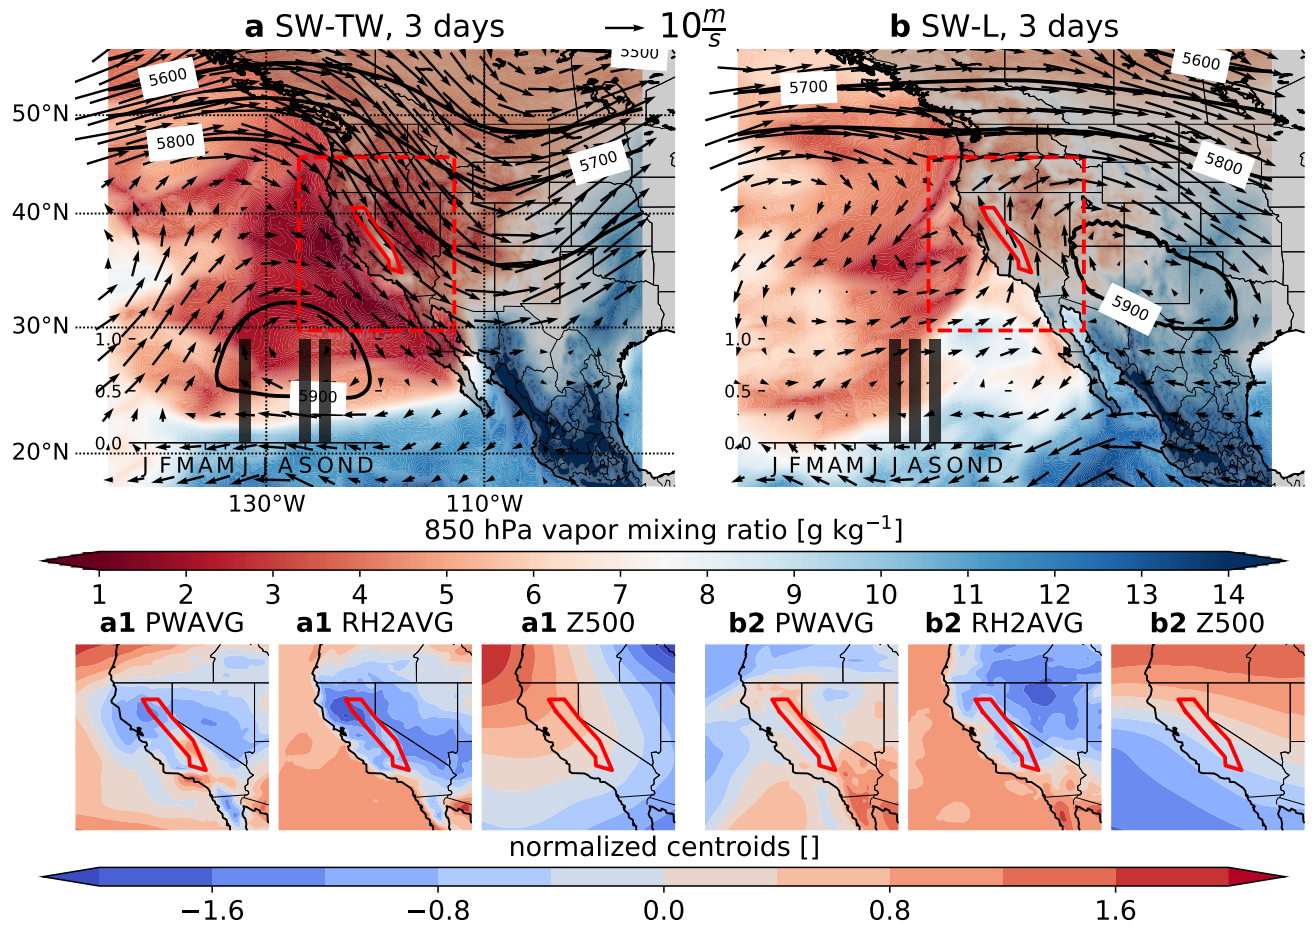 a SW-TW, 3 days
10 m/s
b SW-L, 3 days
5600
5500
5800
5700
5900
5700
5600
5800
5900
50°N
40°N
30°N
20°N
130°W
110°W
1.0
0.5
0.0
J F M A M J J A S O N D
1.0
0.5
0.0
J F M A M J J A S O N D
850 hPa vapor mixing ratio [g kg⁻¹]
1 2 3 4 5 6 7 8 9 10 11 12 13 14
a1 PWAVG
a1 RH2AVG
a1 Z500
b2 PWAVG
b2 RH2AVG
b2 Z500
normalized centroids []
−1.6 −0.8 0.0 0.8 1.6